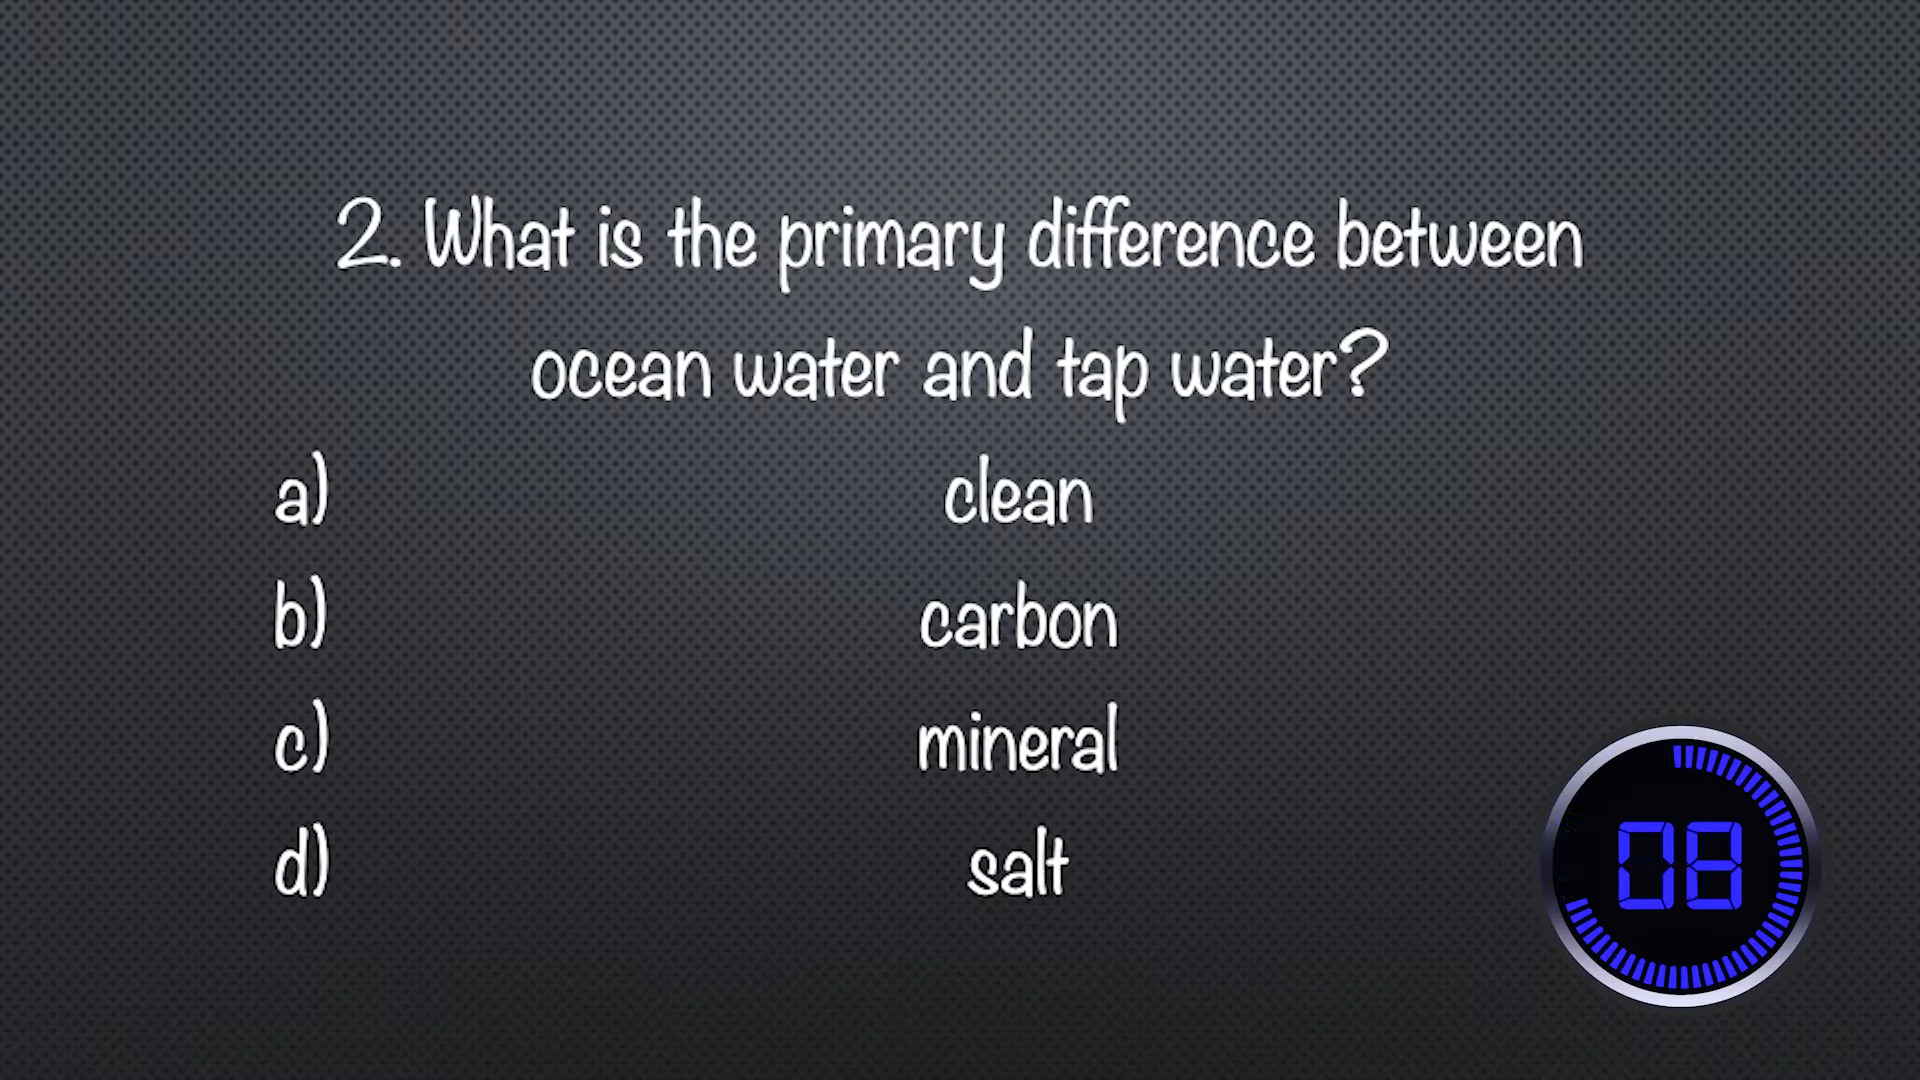 2. What is the primary difference between
ocean water and tap water?
a) clean
b) carbon
c) mineral
d) salt
08